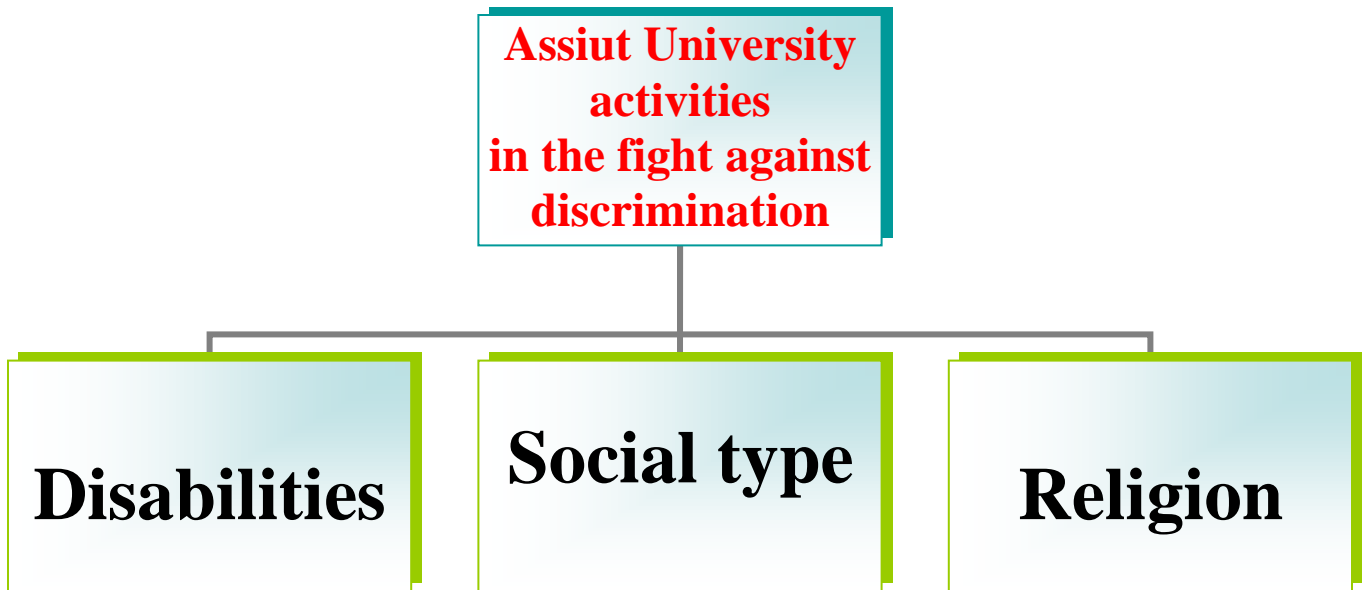 Assiut University
activities
in the fight against
discrimination
Disabilities
Social type
Religion